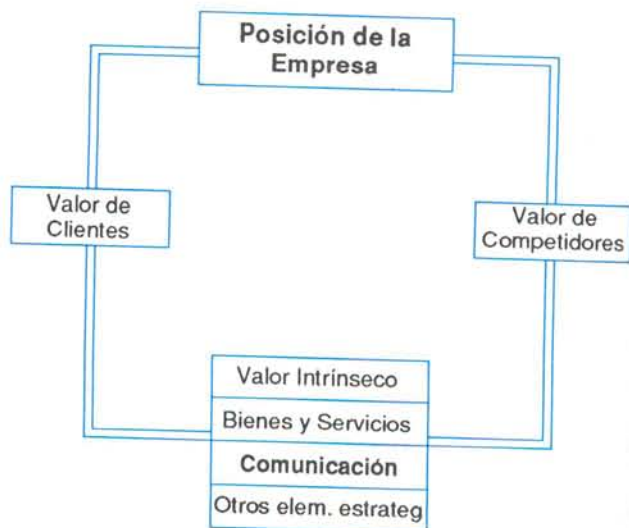 Posición de la
Empresa
Valor de
Clientes
Valor de
Competidores
Valor Intrínseco
Bienes y Servicios
Comunicación
Otros elem. estrateg